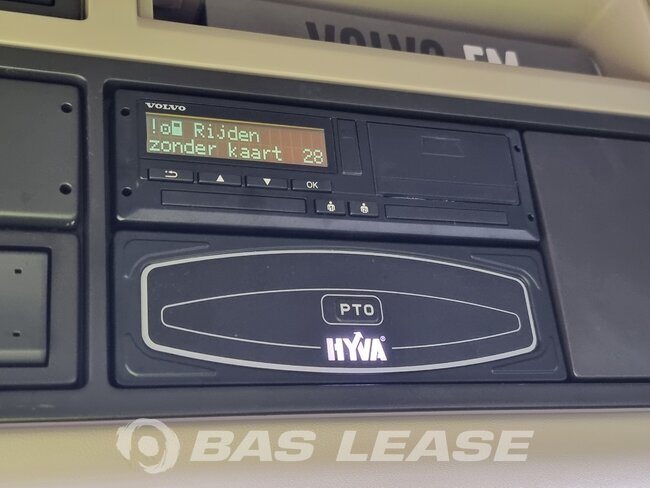 VOLVO FM
VOLVO
! Rijden
zonder kaart 28
OK
PTO
HYVA®
BAS LEASE